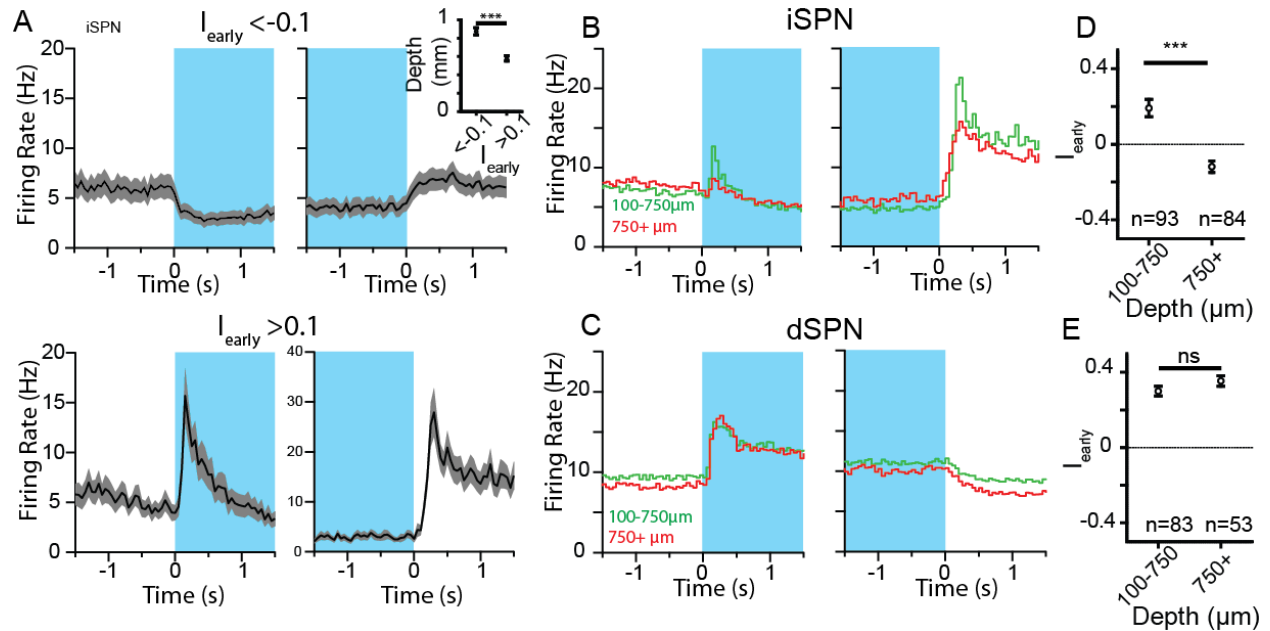 A
iSPN
I early <-0.1
***
Depth (mm)
1
0
<-0.1
>0.1
I early
Firing Rate (Hz)
20
15
10
5
0
-1 0 1
Time (s)
-1 0 1
Time (s)
I early >0.1
Firing Rate (Hz)
20
15
10
5
0
-1 0 1
Time (s)
40
30
20
10
0
-1 0 1
Time (s)
B
iSPN
Firing Rate (Hz)
20
10
0
100-750µm
750+ µm
-1 0 1
Time (s)
-1 0 1
Time (s)
C
dSPN
Firing Rate (Hz)
20
10
0
100-750µm
750+ µm
-1 0 1
Time (s)
-1 0 1
Time (s)
D
***
I early
0.4
0
-0.4
n=93 n=84
100-750
750+
Depth (µm)
E
ns
I early
0.4
0
-0.4
n=83 n=53
100-750
750+
Depth (µm)